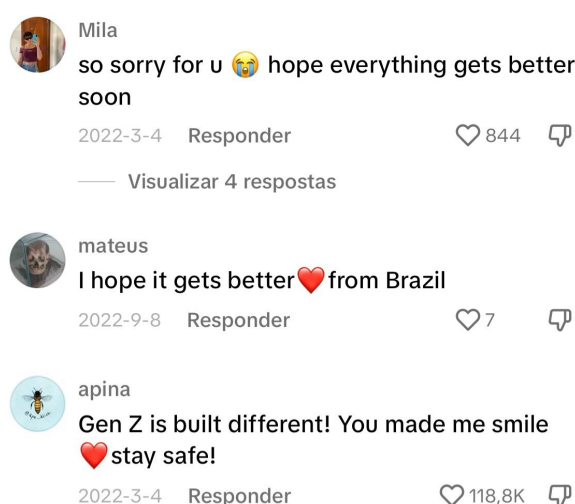 Mila
so sorry for u 😭 hope everything gets better
soon
2022-3-4 Responder 844
Visualizar 4 respostas
mateus
I hope it gets better❤️from Brazil
2022-9-8 Responder 7
apina
Gen Z is built different! You made me smile
❤️stay safe!
2022-3-4 Responder 118,8K